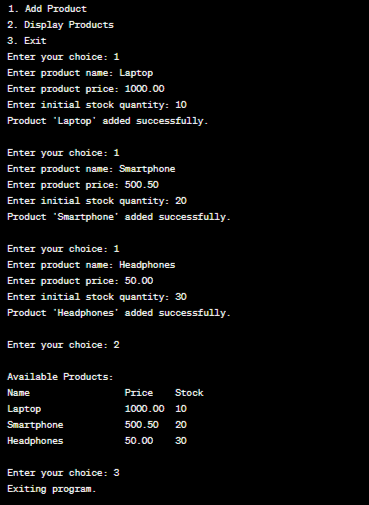 1. Add Product
2. Display Products
3. Exit
Enter your choice: 1
Enter product name: Laptop
Enter product price: 1000.00
Enter initial stock quantity: 10
Product 'Laptop' added successfully.

Enter your choice: 1
Enter product name: Smartphone
Enter product price: 500.50
Enter initial stock quantity: 20
Product 'Smartphone' added successfully.

Enter your choice: 1
Enter product name: Headphones
Enter product price: 50.00
Enter initial stock quantity: 30
Product 'Headphones' added successfully.

Enter your choice: 2

Available Products:
Name Price Stock
Laptop 1000.00 10
Smartphone 500.50 20
Headphones 50.00 30

Enter your choice: 3
Exiting program.